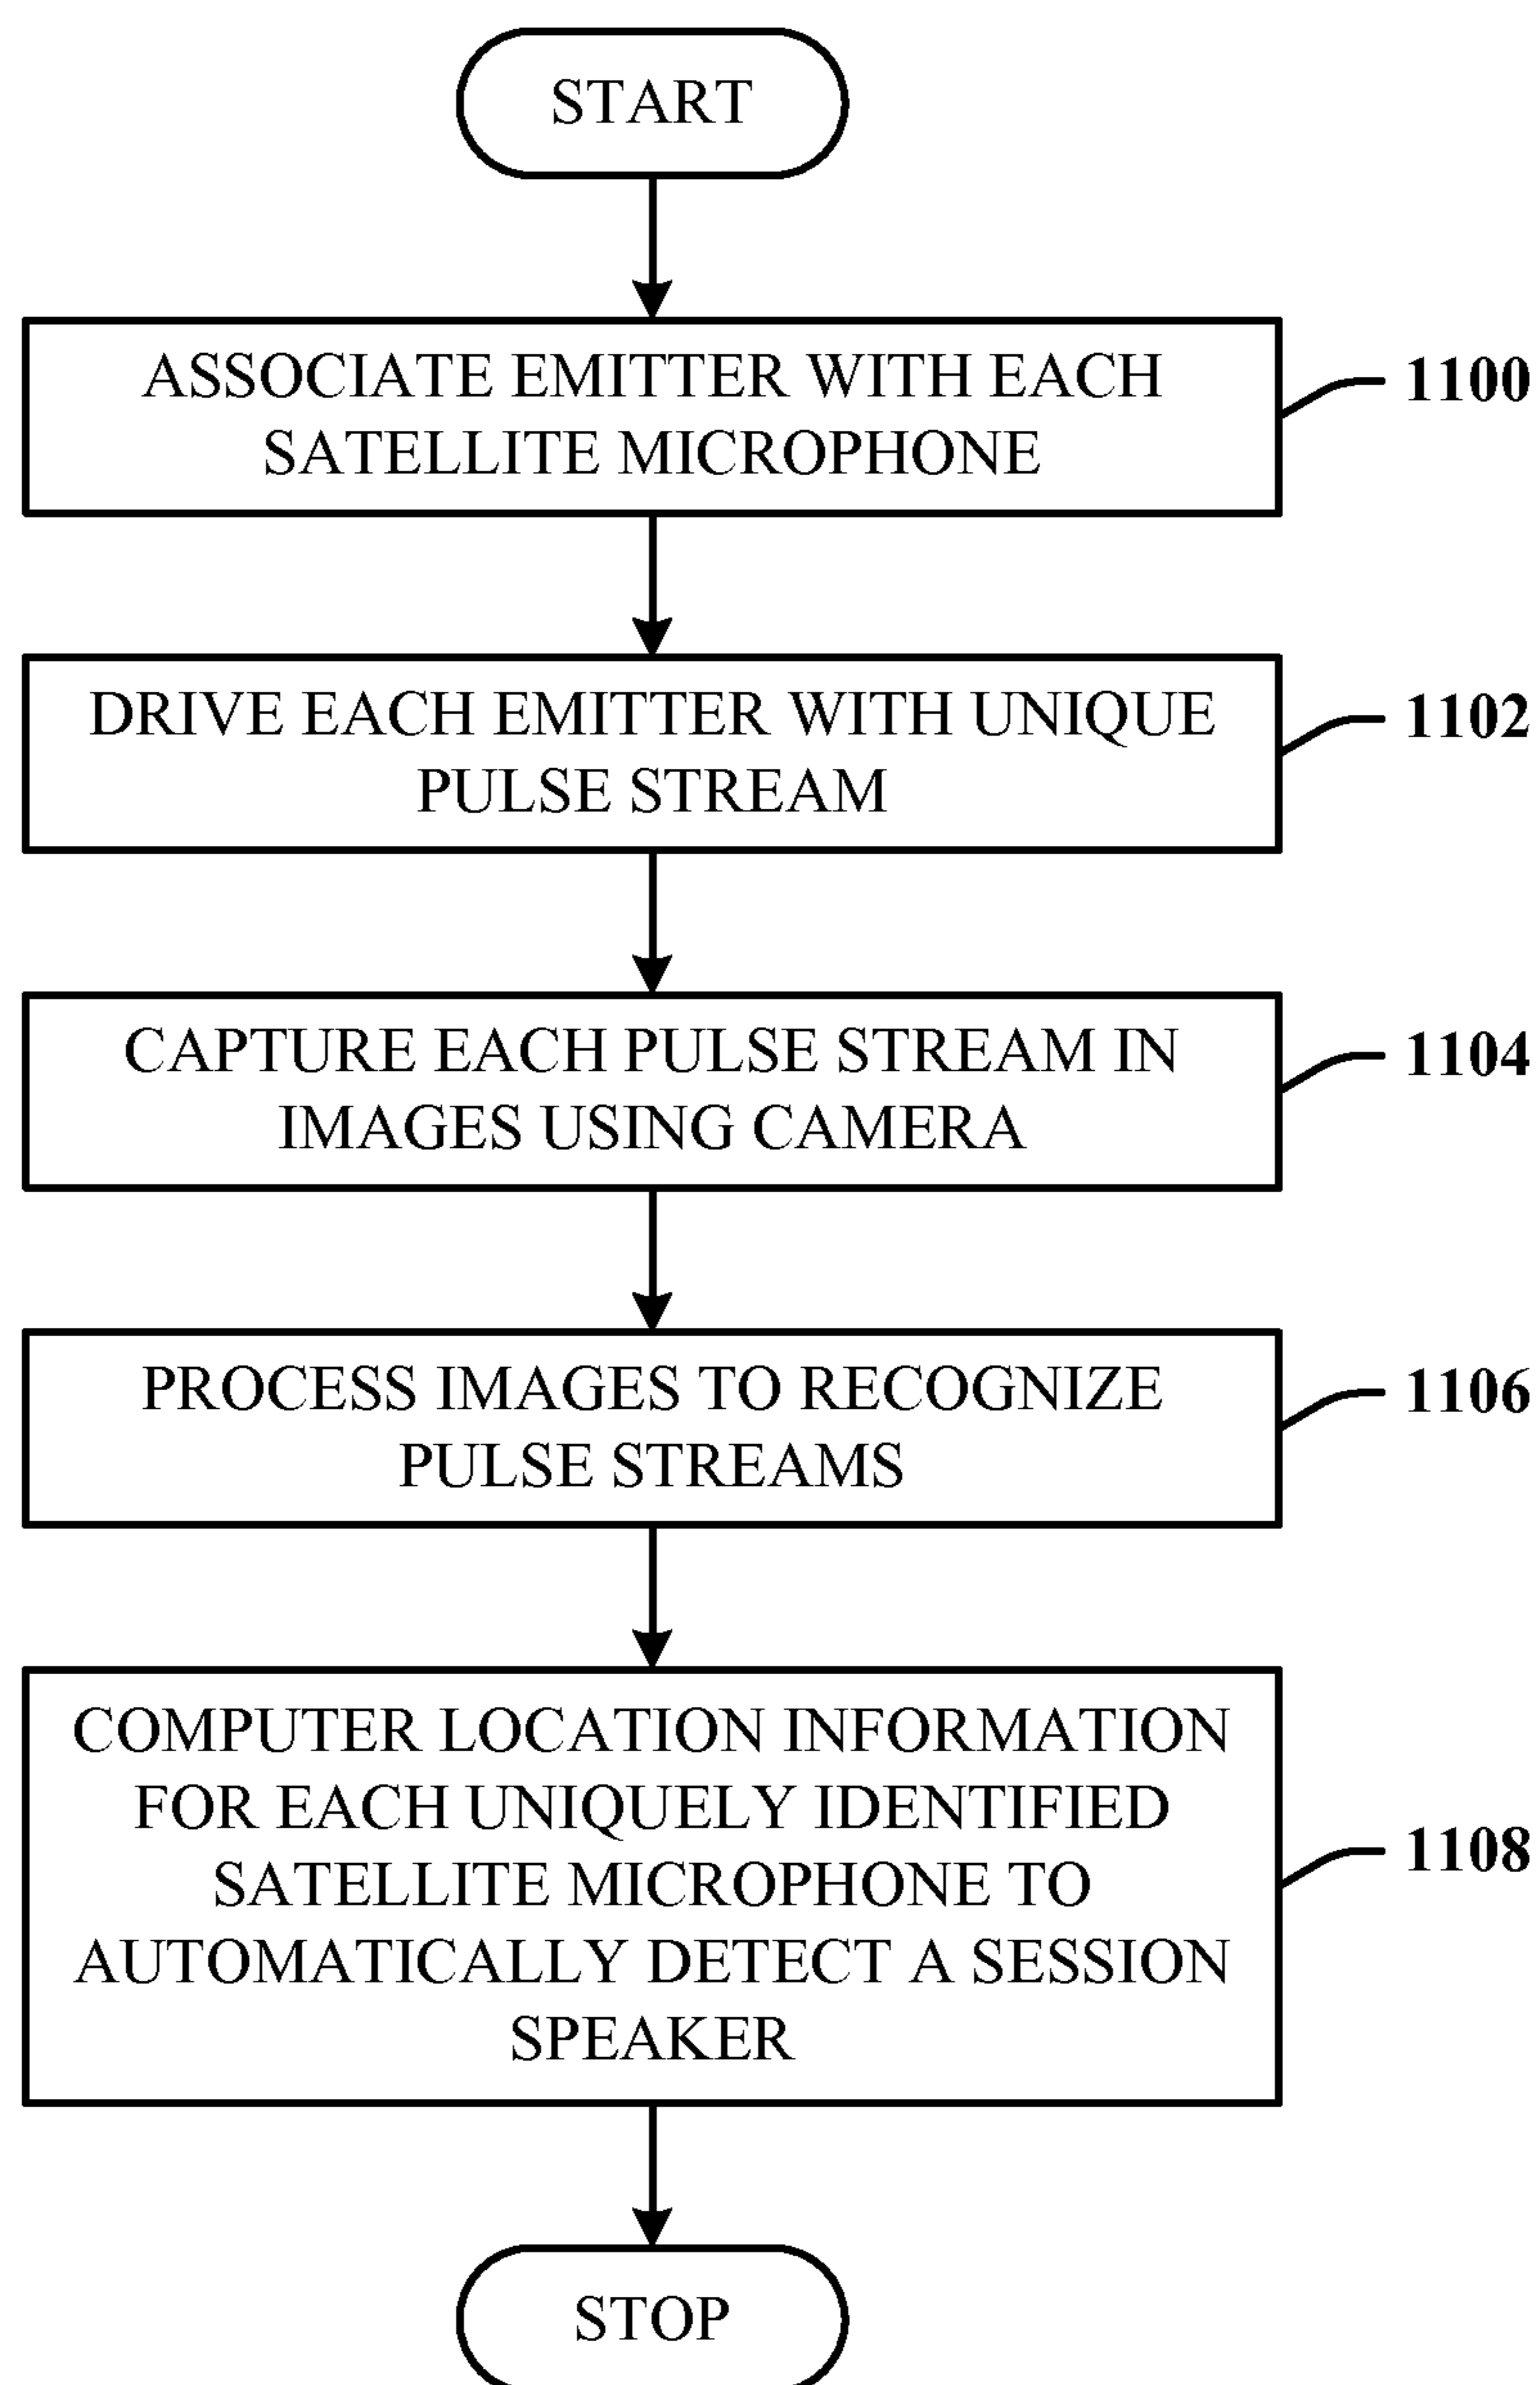 START
ASSOCIATE EMITTER WITH EACH
SATELLITE MICROPHONE
1100
DRIVE EACH EMITTER WITH UNIQUE
PULSE STREAM
1102
CAPTURE EACH PULSE STREAM IN
IMAGES USING CAMERA
1104
PROCESS IMAGES TO RECOGNIZE
PULSE STREAMS
1106
COMPUTER LOCATION INFORMATION
FOR EACH UNIQUELY IDENTIFIED
SATELLITE MICROPHONE TO
AUTOMATICALLY DETECT A SESSION
SPEAKER
1108
STOP